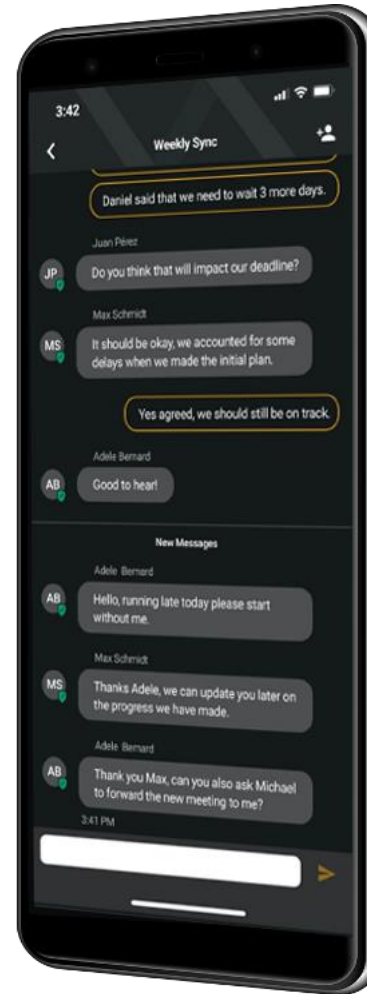 3:42
Weekly Sync
Daniel said that we need to wait 3 more days.
Juan Pérez
JP
Do you think that will impact our deadline?
Max Schmidt
MS
It should be okay, we accounted for some
delays when we made the initial plan.
Yes agreed, we should still be on track.
Adele Bernard
AB
Good to hear!
New Messages
Adele Bernard
AB
Hello, running late today please start
without me.
Max Schmidt
MS
Thanks Adele, we can update you later on
the progress we have made.
Adele Bernard
AB
Thank you Max, can you also ask Michael
to forward the new meeting to me?
3:41 PM